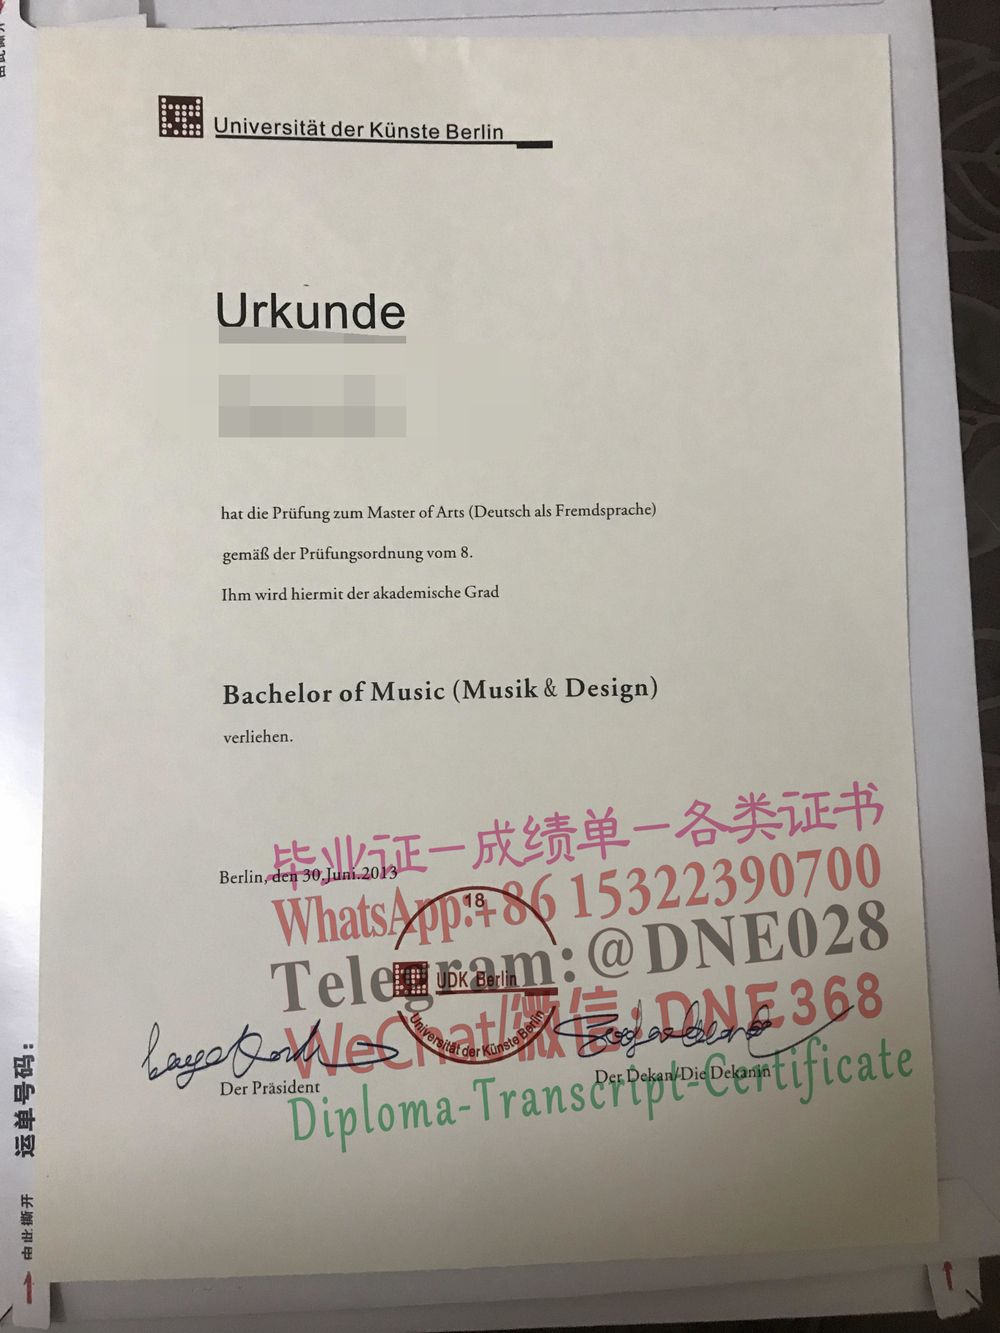 Universität der Künste Berlin
Urkunde
hat die Prüfung zum Master of Arts (Deutsch als Fremdsprache)
gemäß der Prüfungsordnung vom 8.
Ihm wird hiermit der akademische Grad
Bachelor of Music (Musik & Design)
verliehen.
毕业证－成绩单－各类证书
Berlin, den 30.Juni.2013
WhatsApp:+86 15322390700
18
Telegram:@DNE028
UDK Berlin
WeChat/微信:DNE368
Universität der Künste Berlin
Der Präsident
Der Dekan/Die Dekanin
Diploma-Transcript-Certificate
运单号码:
由此撕开